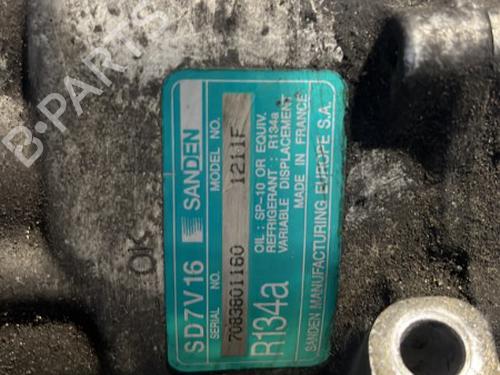 SD7V16 SANDEN
SERIAL MODEL NO.
NO. 7083601160 1211F
R134a
OIL : SP-10 OR EQUIV.
REFRIGERANT : R134a
VARIABLE DISPLACEMENT
MADE IN FRANCE
SANDEN MANUFACTURING EUROPE S.A.
OK
B-PARTS